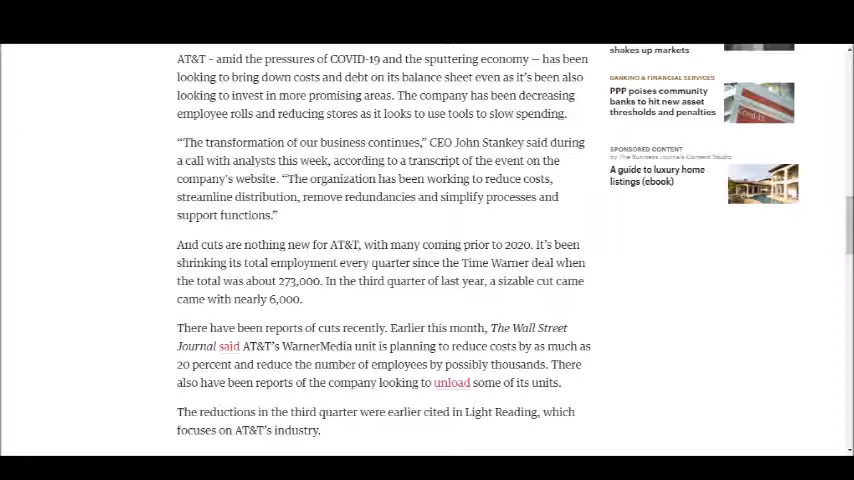 AT&T - amid the pressures of COVID-19 and the sputtering economy — has been
looking to bring down costs and debt on its balance sheet even as it's been also
looking to invest in more promising areas. The company has been decreasing
employee rolls and reducing stores as it looks to use tools to slow spending.
“The transformation of our business continues,” CEO John Stankey said during
a call with analysts this week, according to a transcript of the event on the
company's website. “The organization has been working to reduce costs,
streamline distribution, remove redundancies and simplify processes and
support functions.”
And cuts are nothing new for AT&T, with many coming prior to 2020. It's been
shrinking its total employment every quarter since the Time Warner deal when
the total was about 273,000. In the third quarter of last year, a sizable cut came
came with nearly 6,000.
There have been reports of cuts recently. Earlier this month, The Wall Street
Journal said AT&T's WarnerMedia unit is planning to reduce costs by as much as
20 percent and reduce the number of employees by possibly thousands. There
also have been reports of the company looking to unload some of its units.
The reductions in the third quarter were earlier cited in Light Reading, which
focuses on AT&T's industry.
shakes up markets
BANKING & FINANCIAL SERVICES
PPP poises community
banks to hit new asset
thresholds and penalties
Covid-19
SPONSORED CONTENT
by The Business Journals Content Studio
A guide to luxury home
listings (ebook)